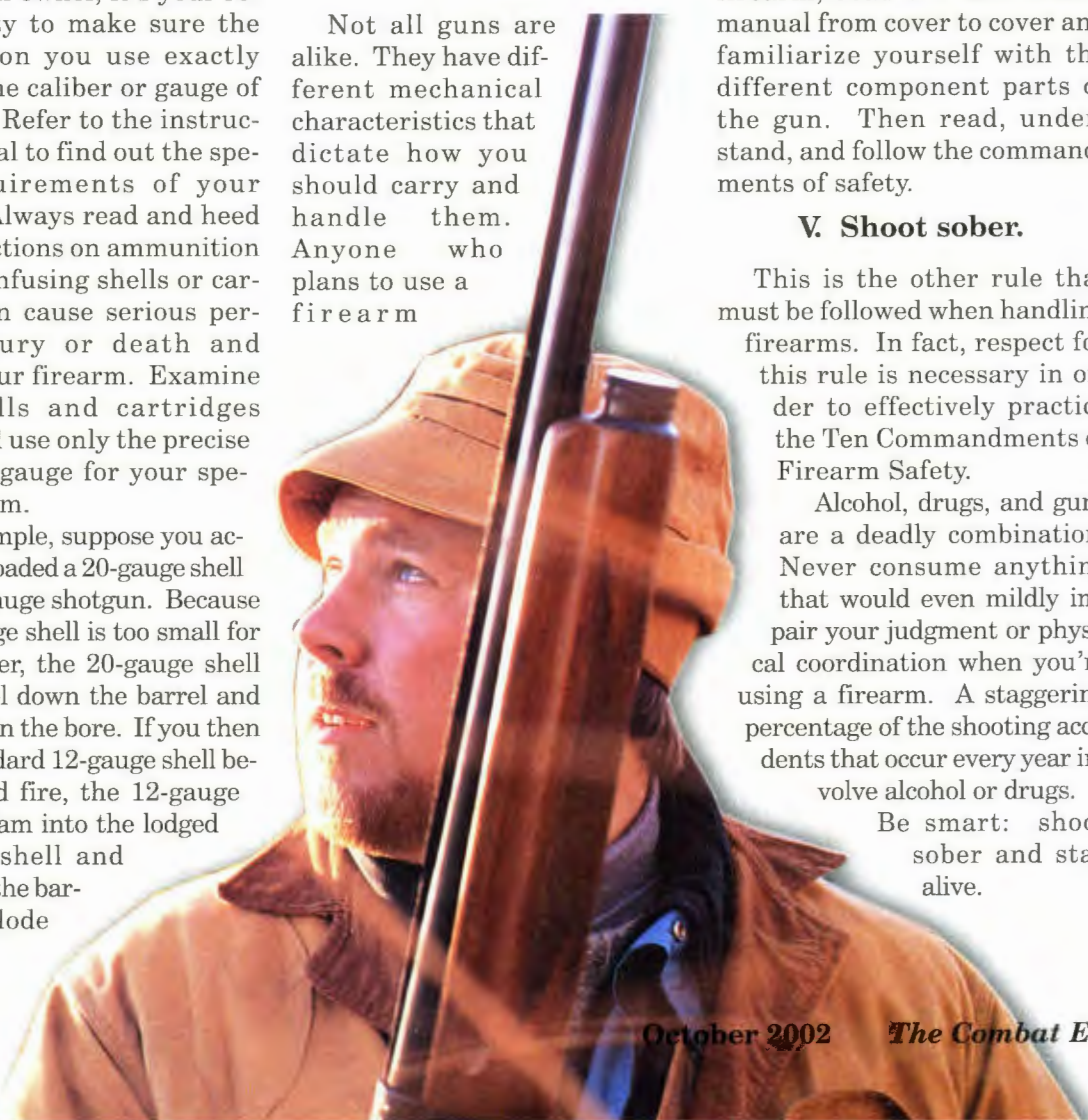 y to make sure the
on you use exactly
e caliber or gauge of
Refer to the instruc-
al to find out the spe-
uirements of your
Always read and heed
ctions on ammunition
nfusing shells or car-
n cause serious per-
ury or death and
ur firearm. Examine
lls and cartridges
l use only the precise
gauge for your spe-
m.
mple, suppose you ac-
oaded a 20-gauge shell
auge shotgun. Because
ge shell is too small for
er, the 20-gauge shell
l down the barrel and
n the bore. If you then
dard 12-gauge shell be-
d fire, the 12-gauge
am into the lodged
shell and
the bar-
lode
Not all guns are
alike. They have dif-
ferent mechanical
characteristics that
dictate how you
should carry and
handle them.
Anyone who
plans to use a
firearm
manual from cover to cover an
familiarize yourself with th
different component parts o
the gun. Then read, under
stand, and follow the command
ments of safety.
V. Shoot sober.
This is the other rule tha
must be followed when handlin
firearms. In fact, respect fo
this rule is necessary in o
der to effectively practic
the Ten Commandments o
Firearm Safety.
Alcohol, drugs, and gun
are a deadly combination
Never consume anythin
that would even mildly in
pair your judgment or phys
cal coordination when you'r
using a firearm. A staggerin
percentage of the shooting acc
dents that occur every year in
volve alcohol or drugs.
Be smart: shoo
sober and sta
alive.
October 2002 The Combat E